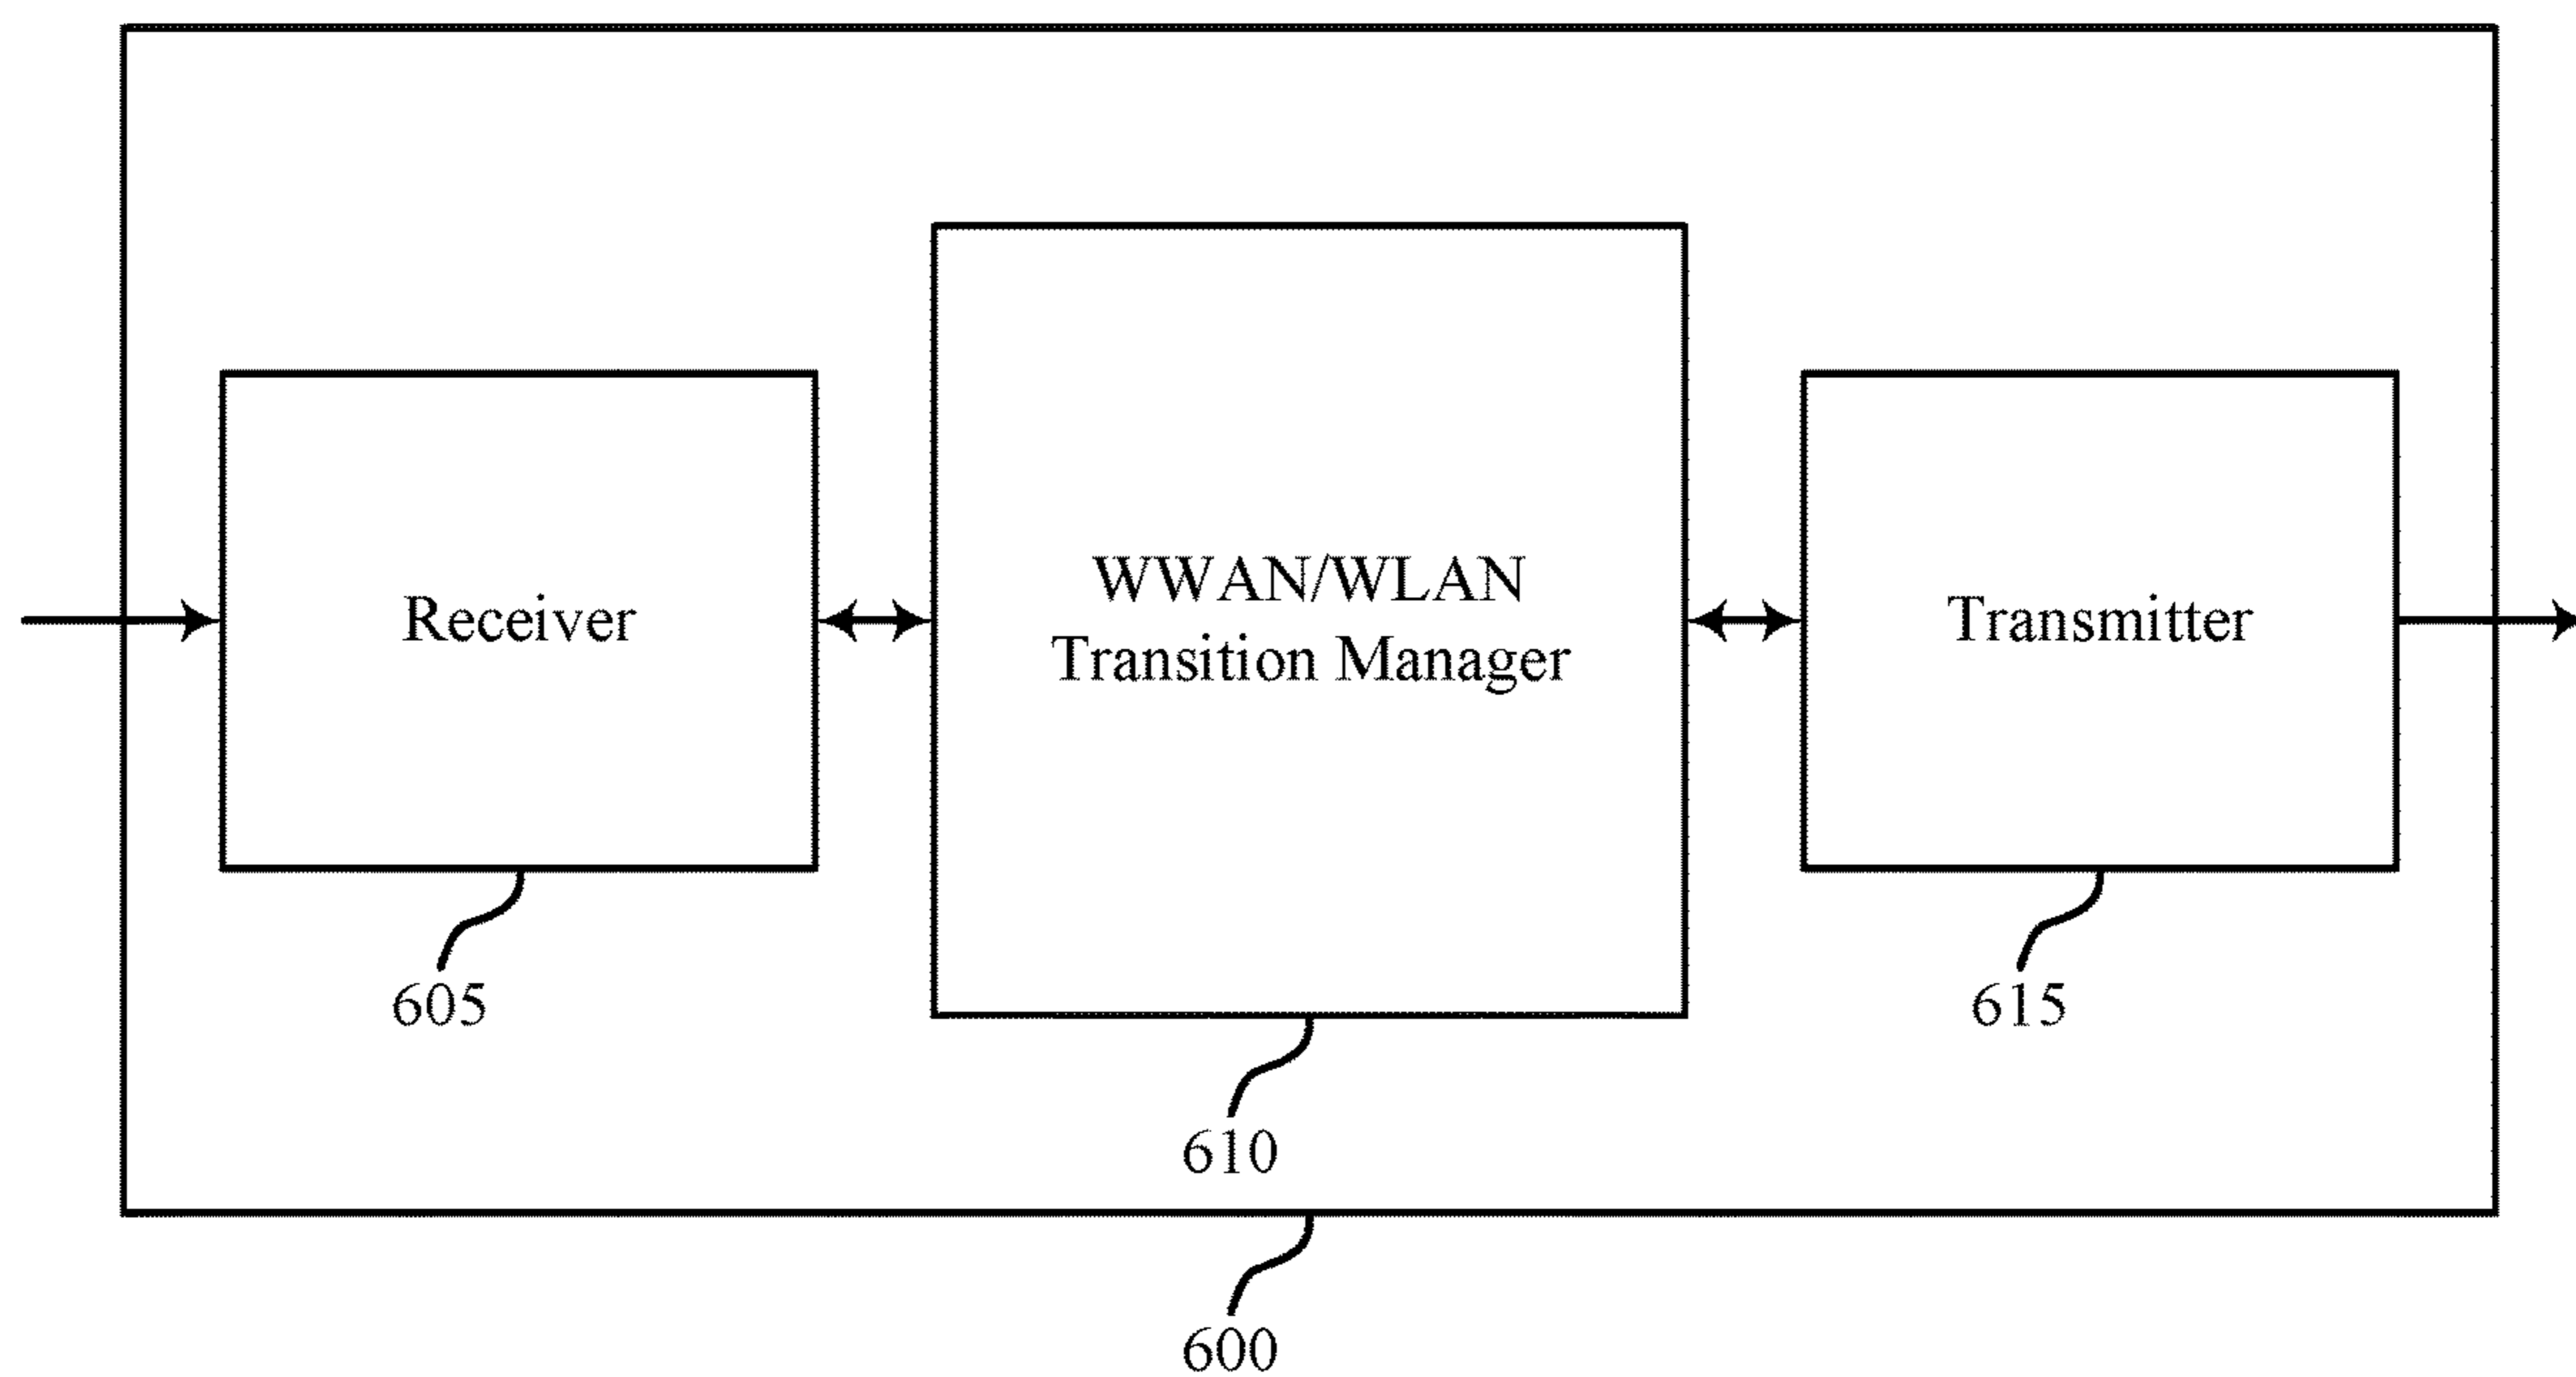 Receiver
WWAN/WLAN
Transition Manager
Transmitter
605
615
610
600